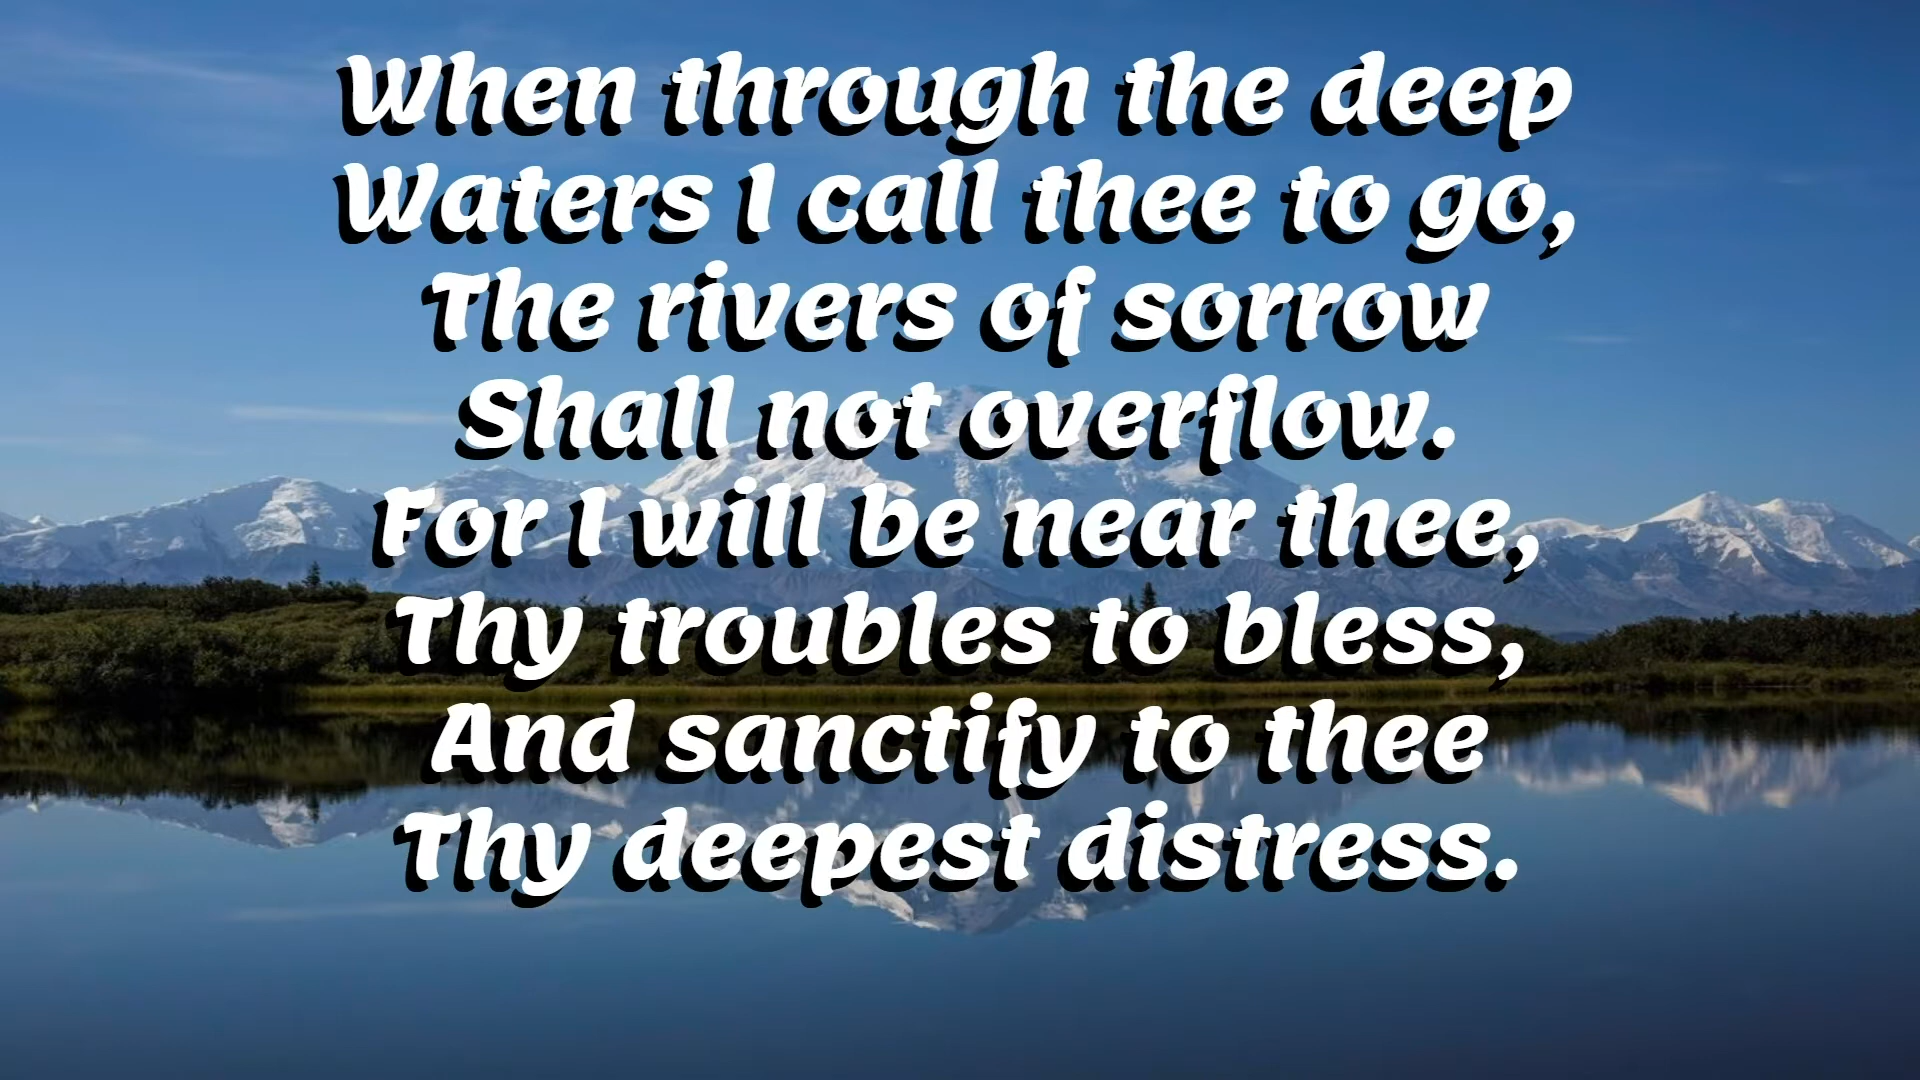 When through the deep
Waters I call thee to go,
The rivers of sorrow
Shall not overflow.
For I will be near thee,
Thy troubles to bless,
And sanctify to thee
Thy deepest distress.